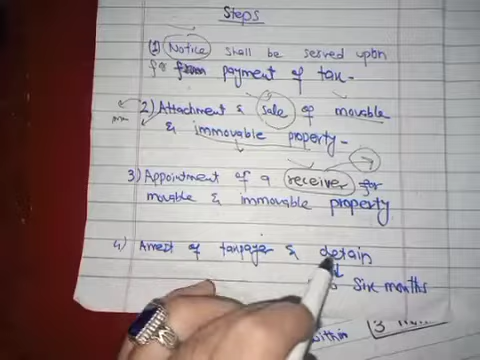 Steps
(1) Notice shall be served upon
for from payment of tax.
2) Attachment & sale of movable
& immovable property.
3) Appointment of a receiver for
movable & immovable property
4) Arrest of taxpayer & detain
Six months
within
3